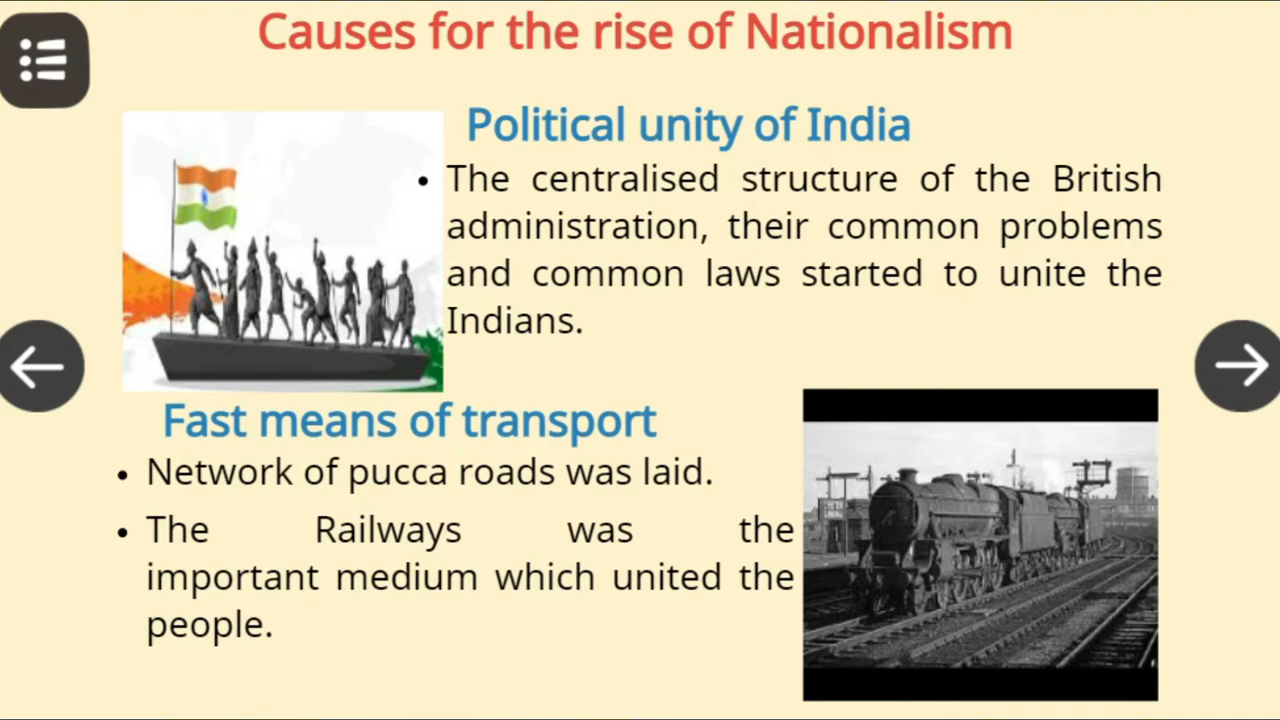 Causes for the rise of Nationalism
Political unity of India
• The centralised structure of the British
administration, their common problems
and common laws started to unite the
Indians.
Fast means of transport
• Network of pucca roads was laid.
• The Railways was the
important medium which united the
people.